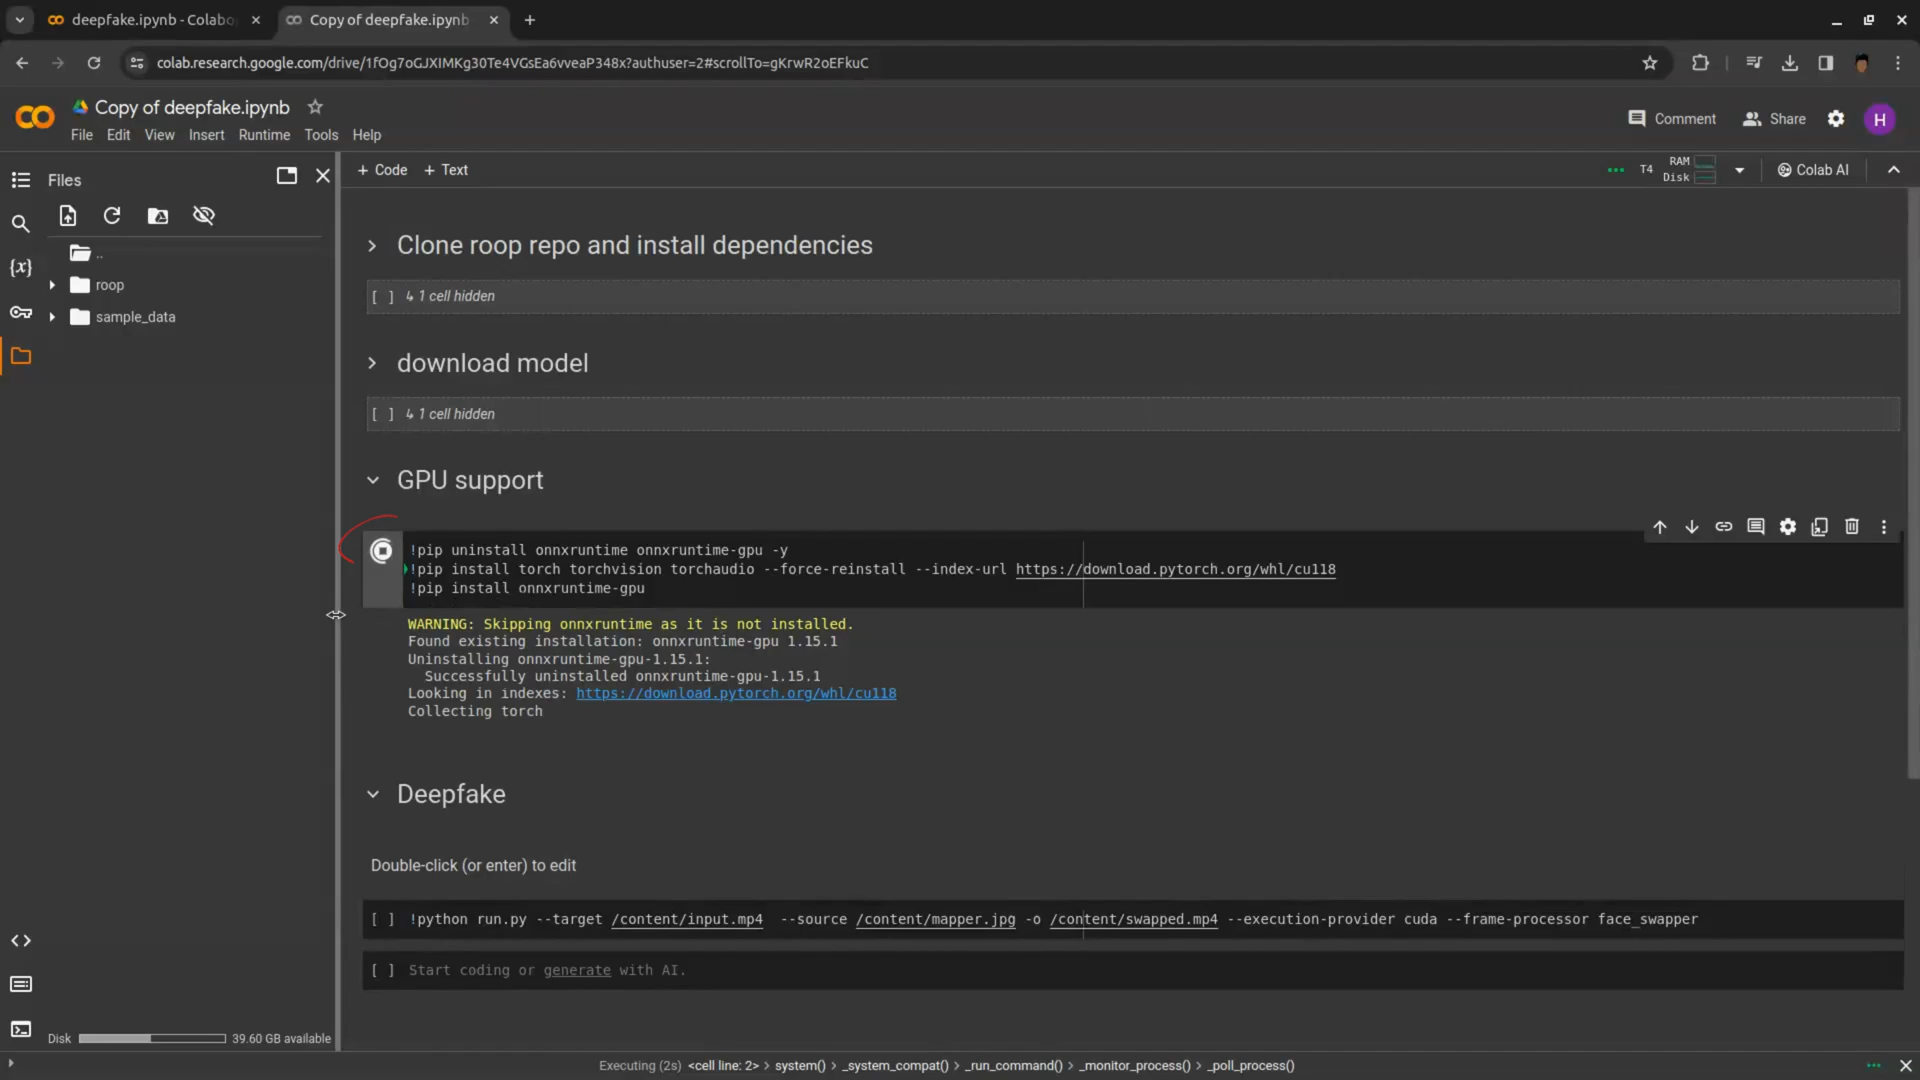 deepfake.ipynb - Colabo
Copy of deepfake.ipynb
colab.research.google.com/drive/1fOg7oGJXIMKg30Te4VGsEa6vveaP348x?authuser=2#scrollTo=gKrwR2oEFkuC
Copy of deepfake.ipynb
File Edit View Insert Runtime Tools Help
Comment Share H
Files
+ Code + Text
T4 RAM Disk
Colab AI
..
roop
sample_data
Clone roop repo and install dependencies
[ ] ↳ 1 cell hidden
download model
[ ] ↳ 1 cell hidden
GPU support
!pip uninstall onnxruntime onnxruntime-gpu -y
!pip install torch torchvision torchaudio --force-reinstall --index-url https://download.pytorch.org/whl/cu118
!pip install onnxruntime-gpu
WARNING: Skipping onnxruntime as it is not installed.
Found existing installation: onnxruntime-gpu 1.15.1
Uninstalling onnxruntime-gpu-1.15.1:
Successfully uninstalled onnxruntime-gpu-1.15.1
Looking in indexes: https://download.pytorch.org/whl/cu118
Collecting torch
Deepfake
Double-click (or enter) to edit
[ ] !python run.py --target /content/input.mp4 --source /content/mapper.jpg -o /content/swapped.mp4 --execution-provider cuda --frame-processor face_swapper
[ ] Start coding or generate with AI.
Disk 39.60 GB available
Executing (2s) <cell line: 2> > system() > _system_compat() > _run_command() > _monitor_process() > _poll_process()